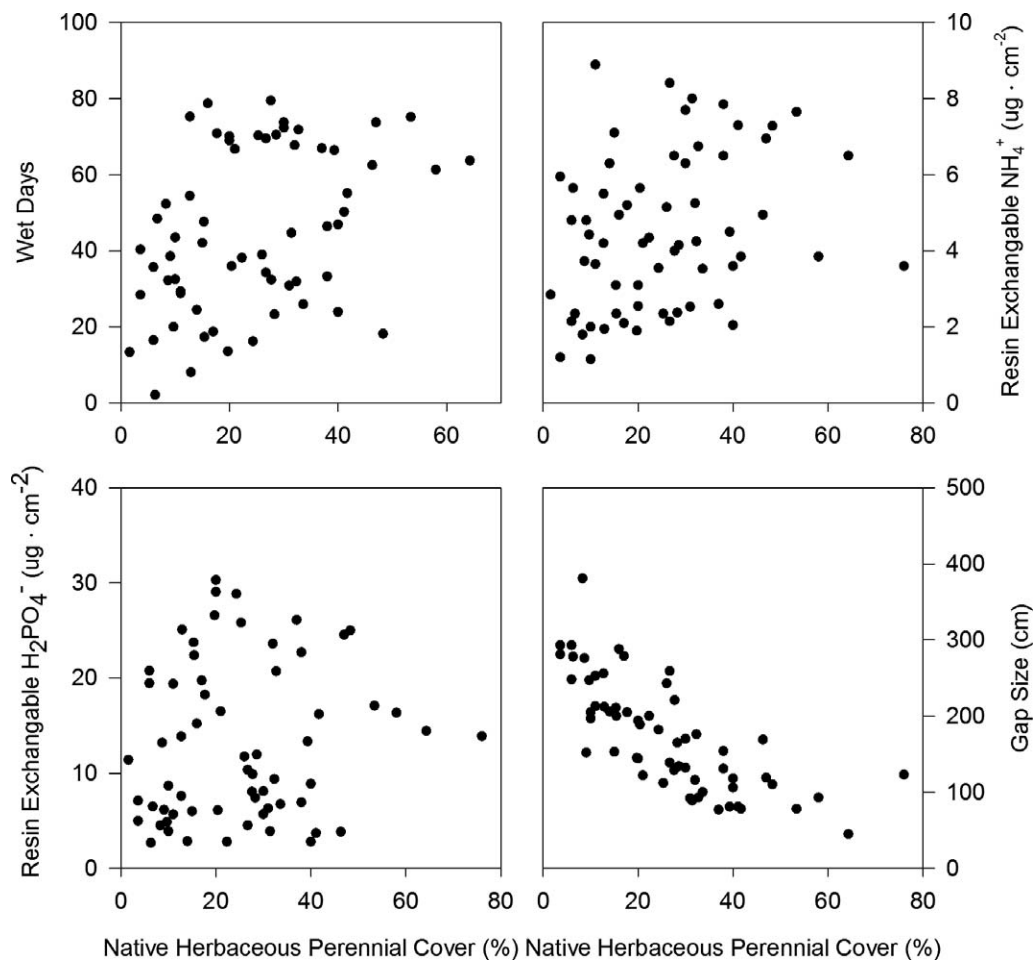 100
80
60
40
20
0
Wet Days
0 20 40 60
10
8
6
4
2
0
Resin Exchangable NH₄⁺ (ug · cm⁻²)
0 20 40 60 80
40
30
20
10
0
Resin Exchangable H₂PO₄⁻ (ug · cm⁻²)
0 20 40 60 80
500
400
300
200
100
0
Gap Size (cm)
0 20 40 60 80
Native Herbaceous Perennial Cover (%) Native Herbaceous Perennial Cover (%)